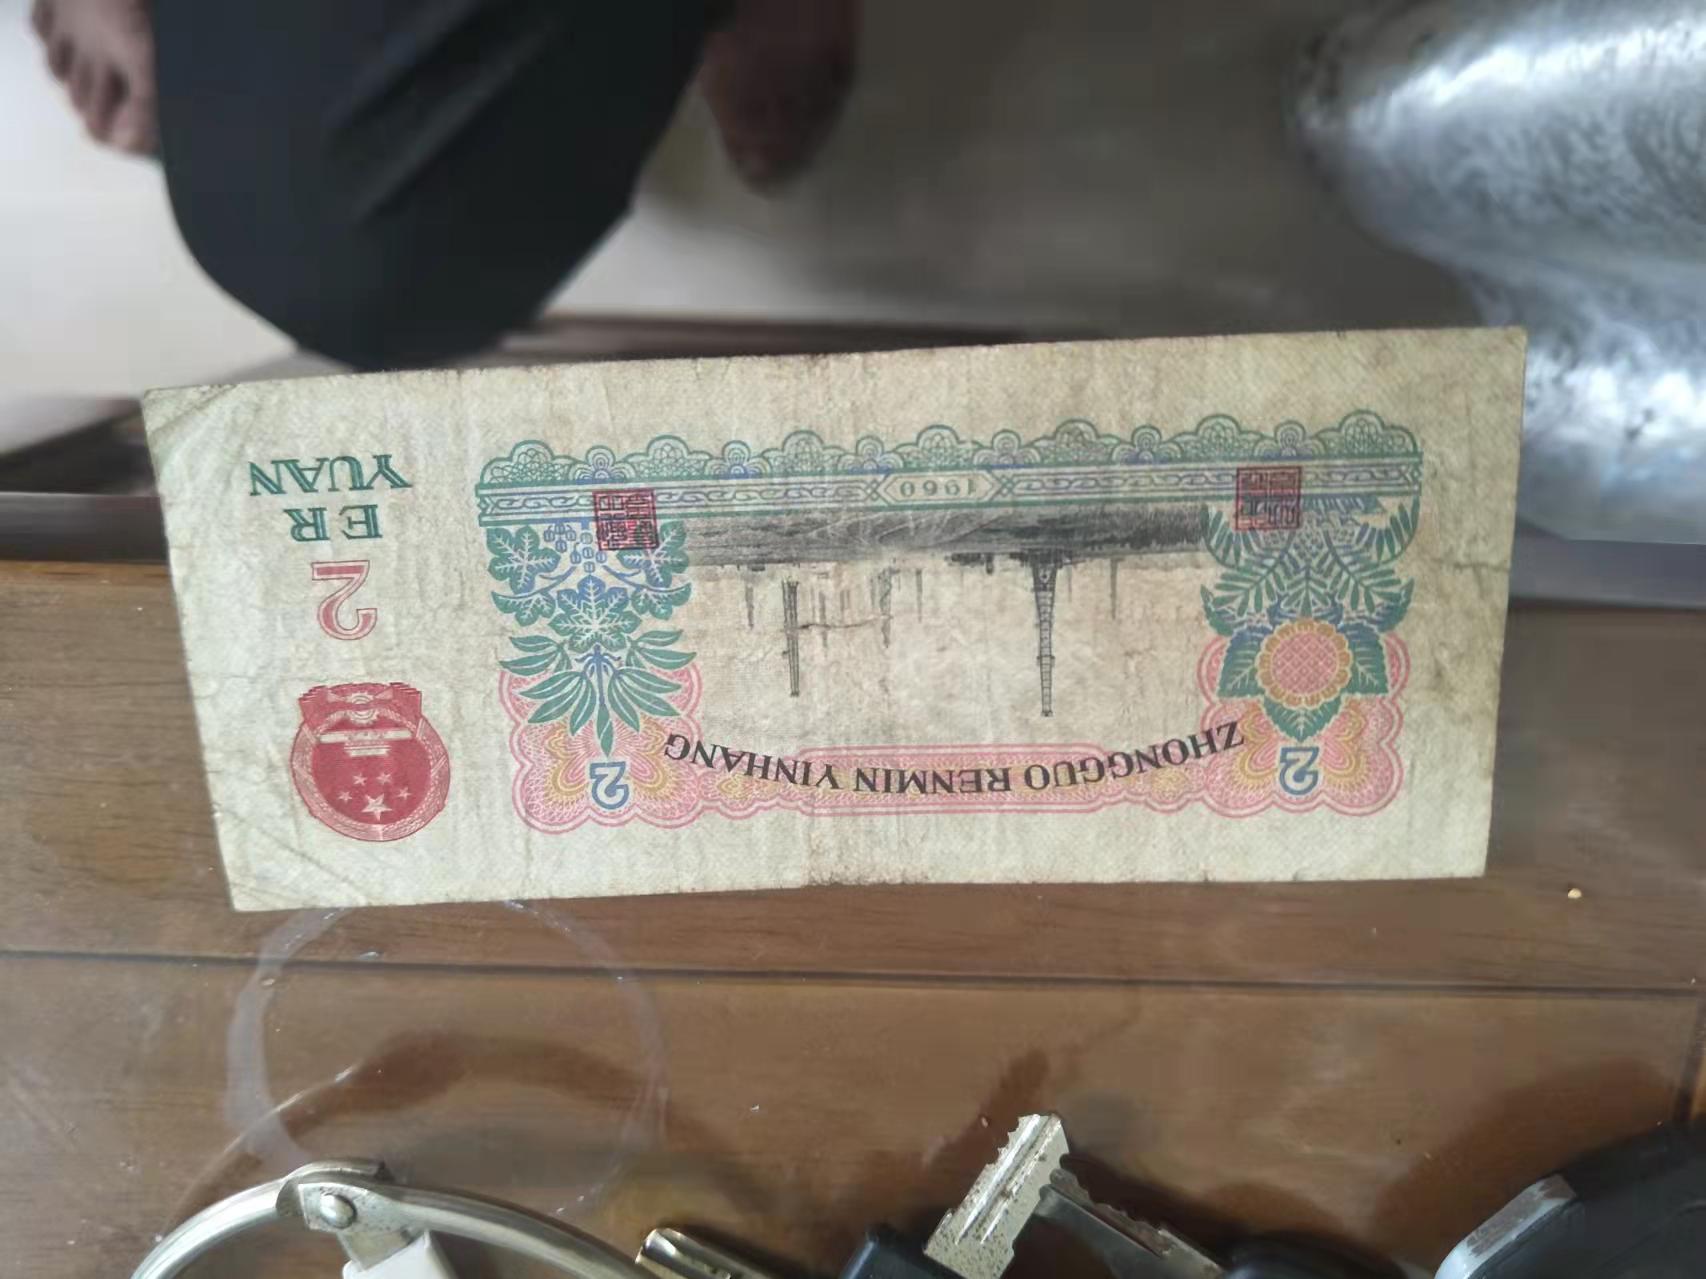 ZHONGGUO RENMIN YINHANG
2
2
2
ER
YUAN
1960